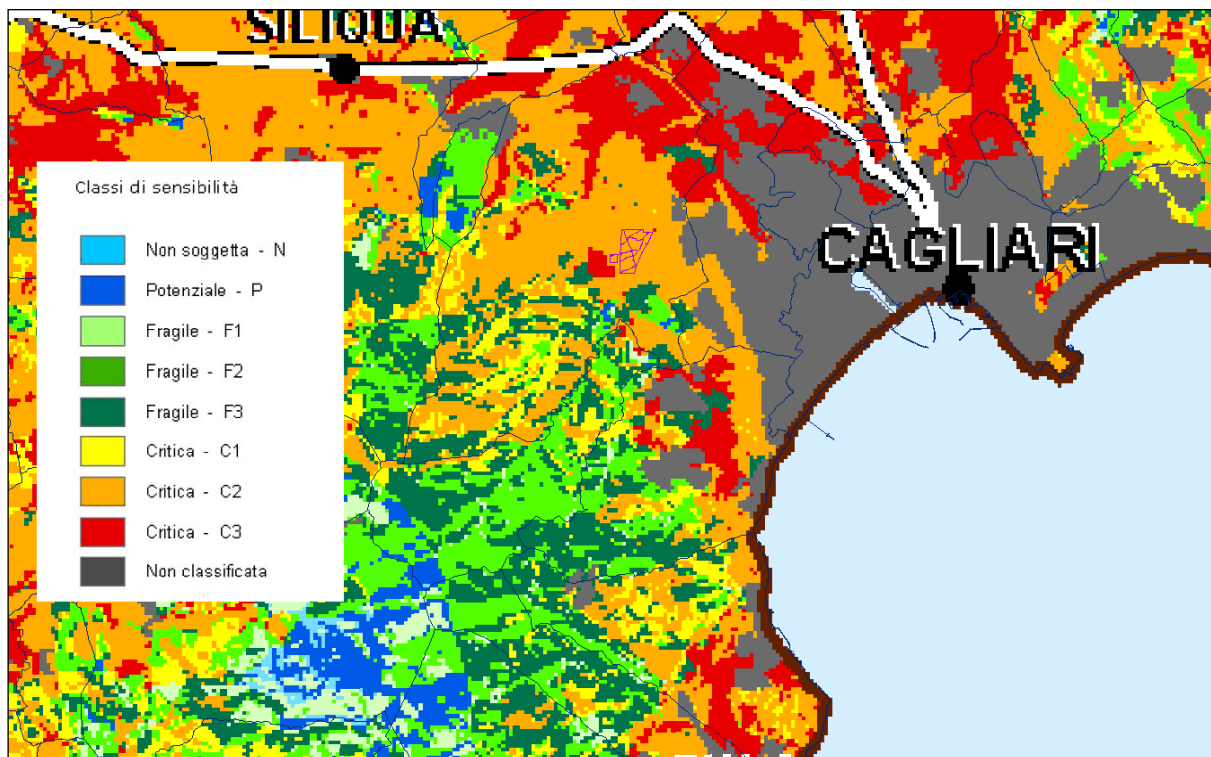 SILIQUA
CAGLIARI
Classi di sensibilità
Non soggetta - N
Potenziale - P
Fragile - F1
Fragile - F2
Fragile - F3
Critica - C1
Critica - C2
Critica - C3
Non classificata